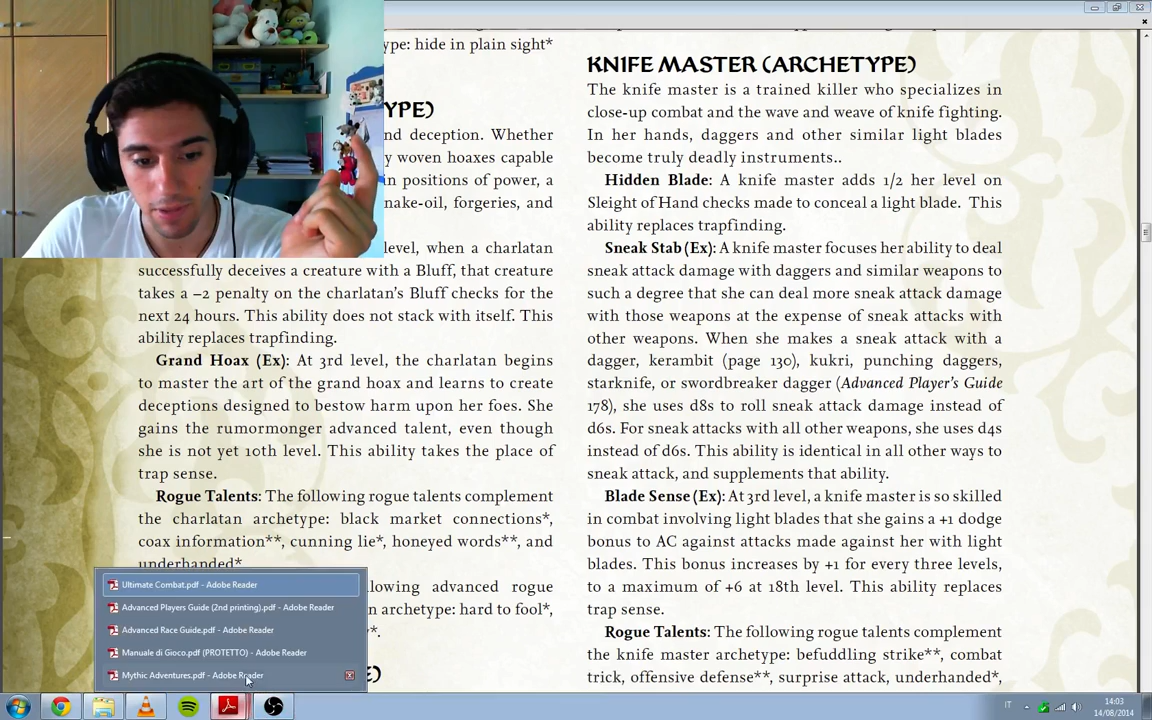 ype: hide in plain sight*
YPE)
nd deception. Whether
y woven hoaxes capable
n positions of power, a
nake-oil, forgeries, and
level, when a charlatan
successfully deceives a creature with a Bluff, that creature
takes a –2 penalty on the charlatan's Bluff checks for the
next 24 hours. This ability does not stack with itself. This
ability replaces trapfinding.
Grand Hoax (Ex): At 3rd level, the charlatan begins
to master the art of the grand hoax and learns to create
deceptions designed to bestow harm upon her foes. She
gains the rumormonger advanced talent, even though
she is not yet 10th level. This ability takes the place of
trap sense.
Rogue Talents: The following rogue talents complement
the charlatan archetype: black market connections*,
coax information**, cunning lie*, honeyed words**, and
underhanded*
lowing advanced rogue
n archetype: hard to fool*,
y*.
E)
KNIFE MASTER (ARCHETYPE)
The knife master is a trained killer who specializes in
close-up combat and the wave and weave of knife fighting.
In her hands, daggers and other similar light blades
become truly deadly instruments..
Hidden Blade: A knife master adds 1/2 her level on
Sleight of Hand checks made to conceal a light blade. This
ability replaces trapfinding.
Sneak Stab (Ex): A knife master focuses her ability to deal
sneak attack damage with daggers and similar weapons to
such a degree that she can deal more sneak attack damage
with those weapons at the expense of sneak attacks with
other weapons. When she makes a sneak attack with a
dagger, kerambit (page 130), kukri, punching daggers,
starknife, or swordbreaker dagger (Advanced Player's Guide
178), she uses d8s to roll sneak attack damage instead of
d6s. For sneak attacks with all other weapons, she uses d4s
instead of d6s. This ability is identical in all other ways to
sneak attack, and supplements that ability.
Blade Sense (Ex): At 3rd level, a knife master is so skilled
in combat involving light blades that she gains a +1 dodge
bonus to AC against attacks made against her with light
blades. This bonus increases by +1 for every three levels,
to a maximum of +6 at 18th level. This ability replaces
trap sense.
Rogue Talents: The following rogue talents complement
the knife master archetype: befuddling strike**, combat
trick, offensive defense**, surprise attack, underhanded*,
Ultimate Combat.pdf - Adobe Reader
Advanced Players Guide (2nd printing).pdf - Adobe Reader
Advanced Race Guide.pdf - Adobe Reader
Manuale di Gioco.pdf (PROTETTO) - Adobe Reader
Mythic Adventures.pdf - Adobe Reader
IT
14:03
14/08/2014